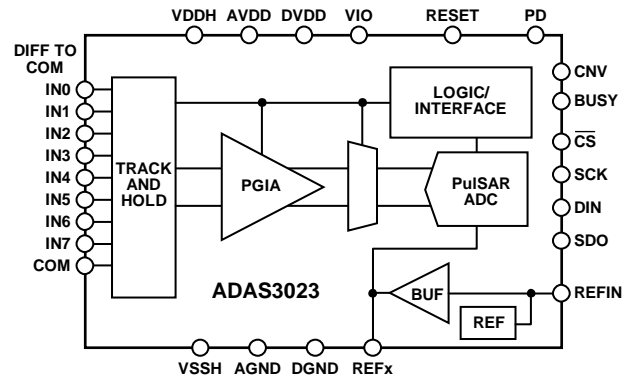 VDDH AVDD DVDD VIO RESET PD
DIFF TO
COM
IN0
IN1
IN2
IN3
IN4
IN5
IN6
IN7
COM
TRACK
AND
HOLD
PGIA
LOGIC/
INTERFACE
PulSAR
ADC
BUF
REF
ADAS3023
CNV
BUSY
CS
SCK
DIN
SDO
REFIN
VSSH AGND DGND REFx